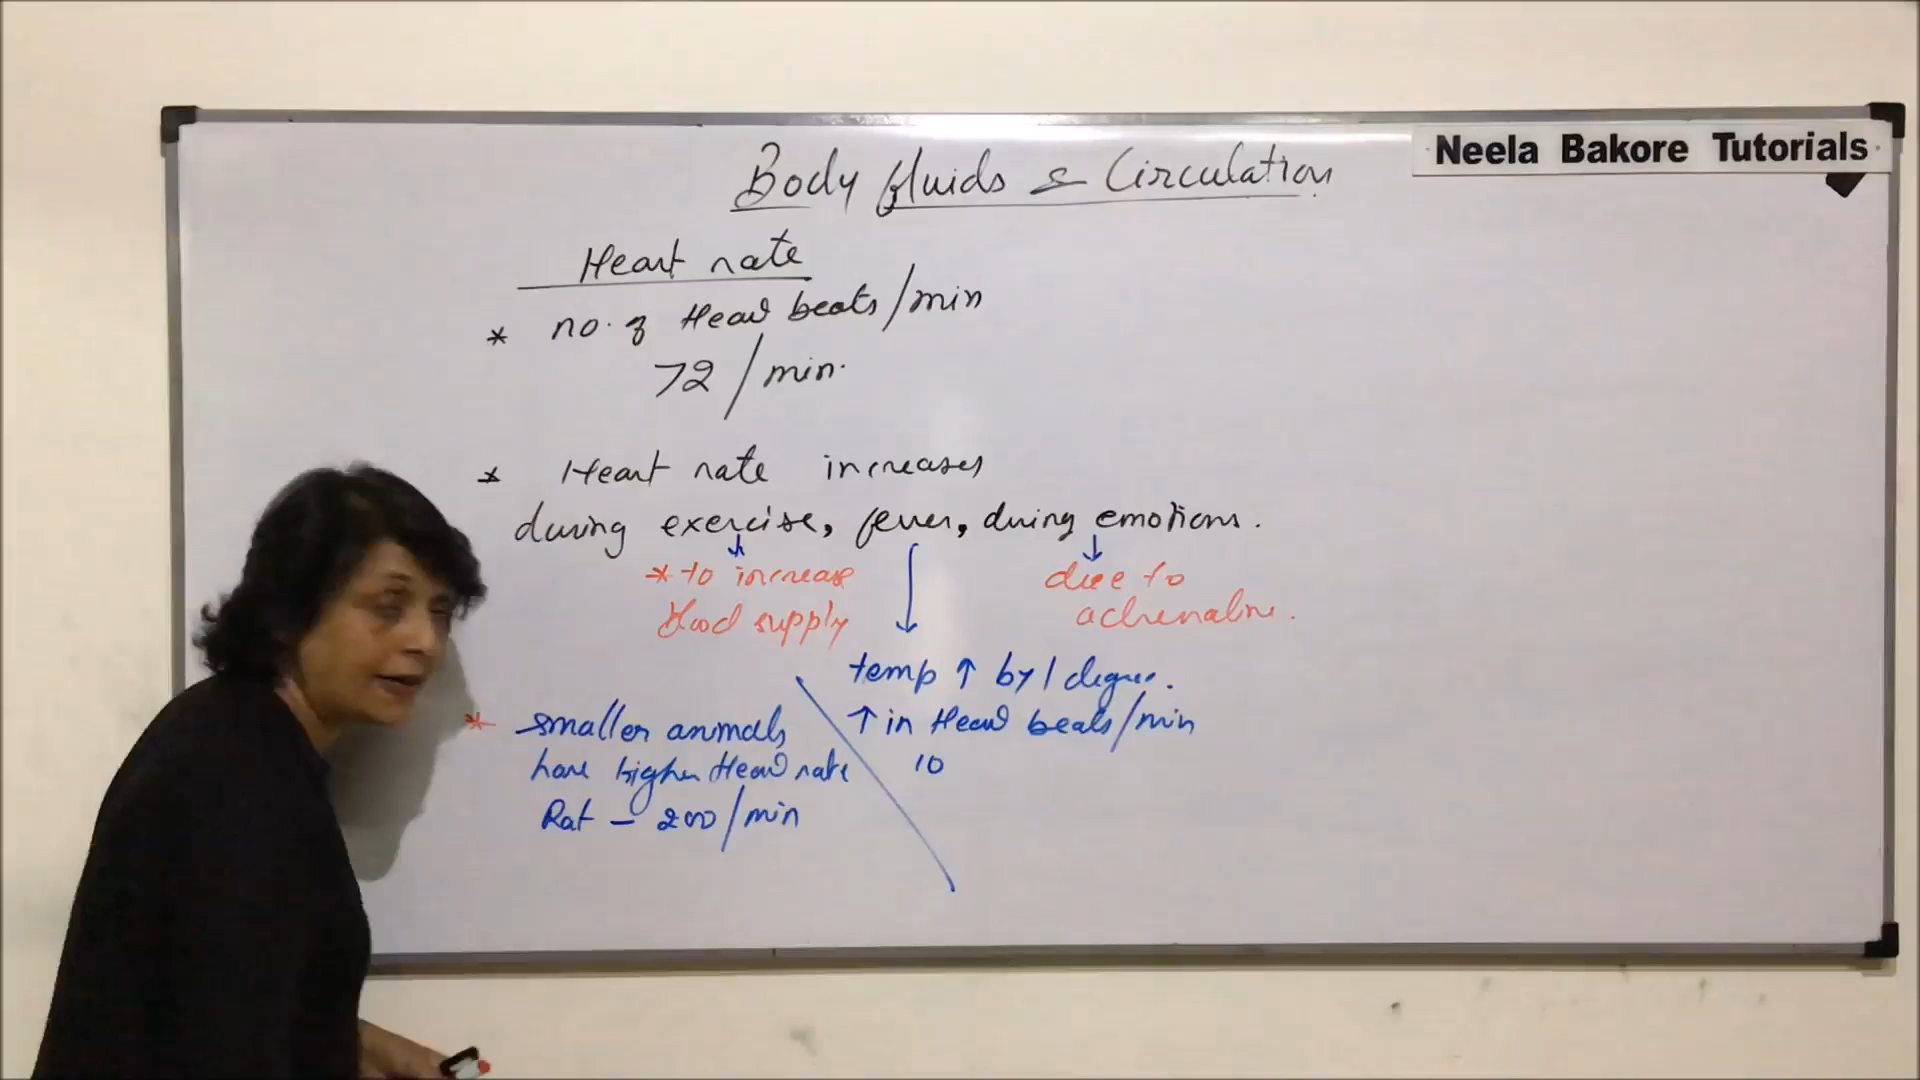 Neela Bakore Tutorials
Body fluids & Circulation
Heart rate
* no. of Heart beats/min
72/min.
* Heart rate increases
during exercise, fever, during emotions.
* to increase
blood supply
due to
adrenaline.
temp ↑ by 1 degree.
↑ in Heart beats/min
10
* smaller animals
have higher Heart rate
Rat - 200/min